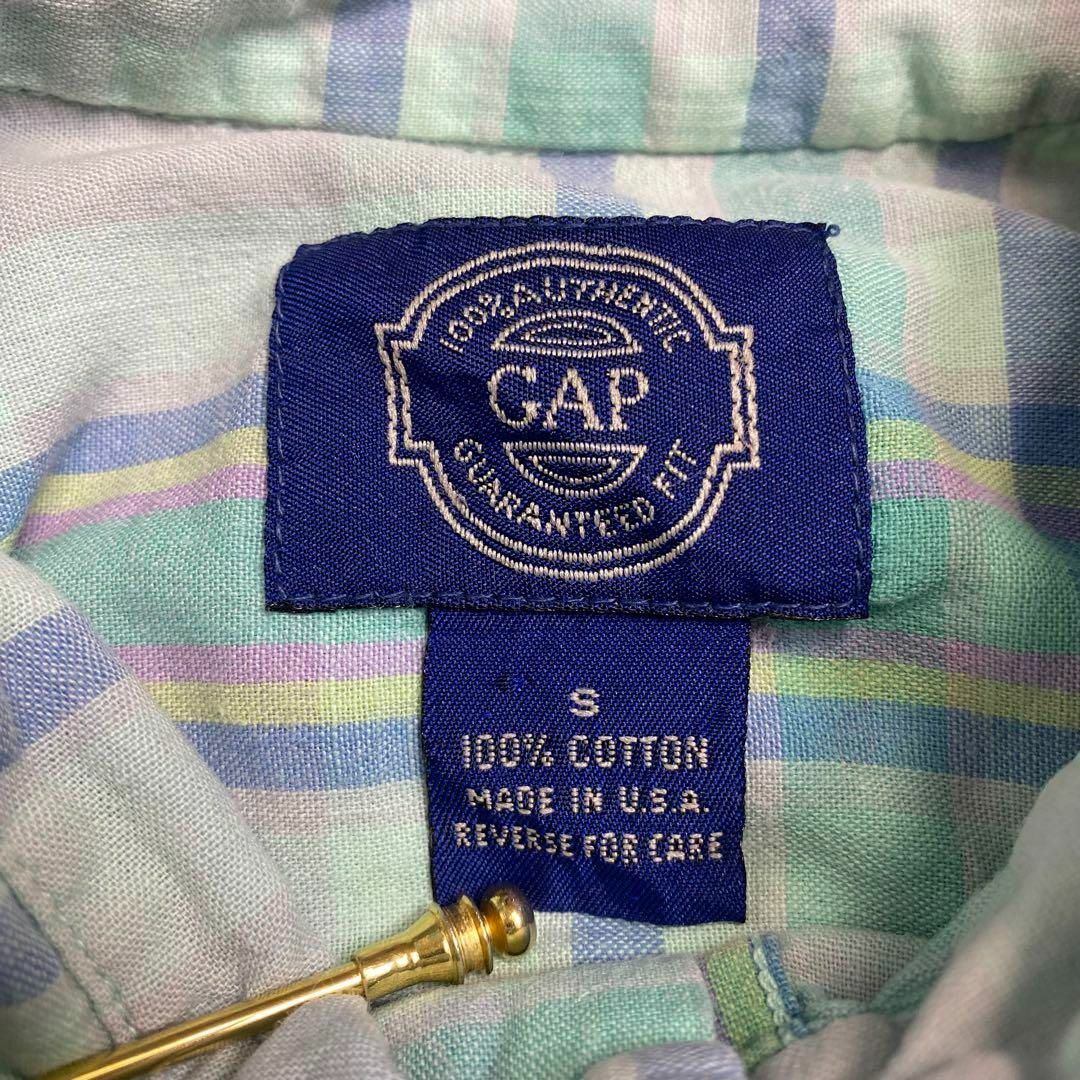 100% AUTHENTIC
GAP
GUARANTEED FIT
S
100% COTTON
MADE IN U.S.A.
REVERSE FOR CARE